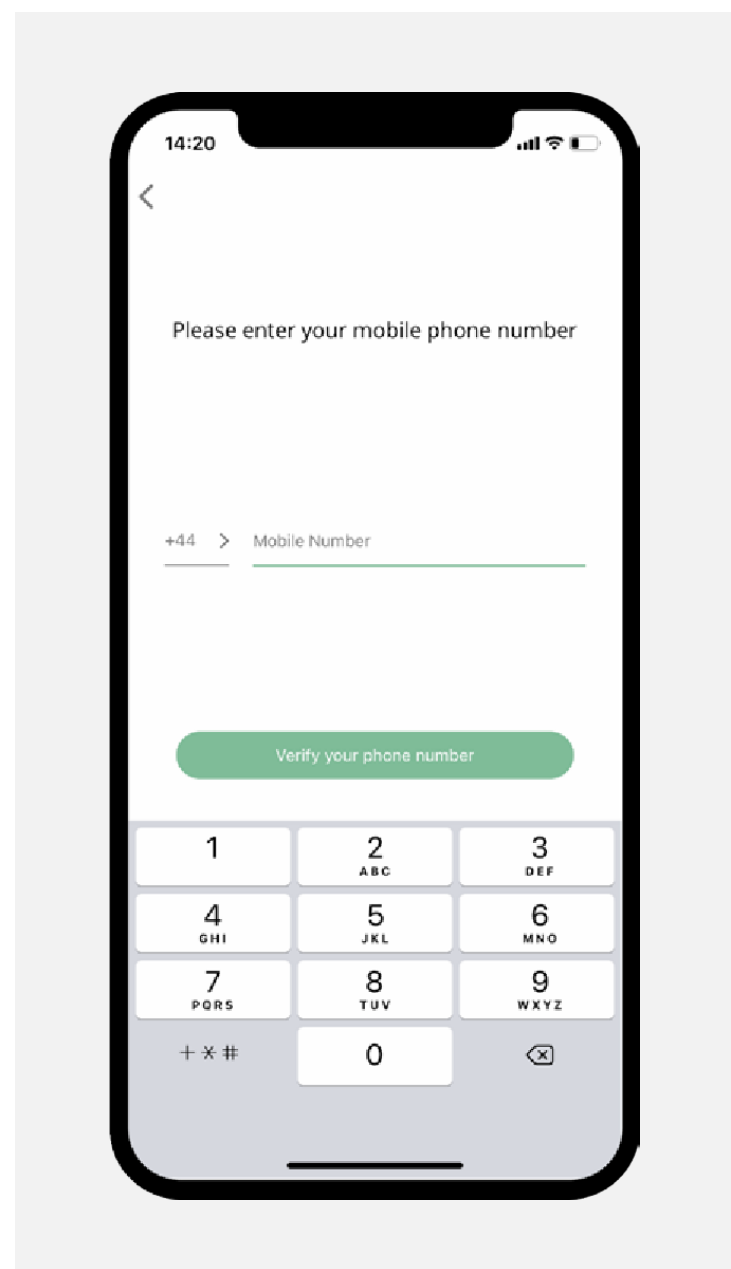 14:20
Please enter your mobile phone number
+44 > Mobile Number
Verify your phone number
1 2 3
ABC DEF
4 5 6
GHI JKL MNO
7 8 9
PQRS TUV WXYZ
+*# 0